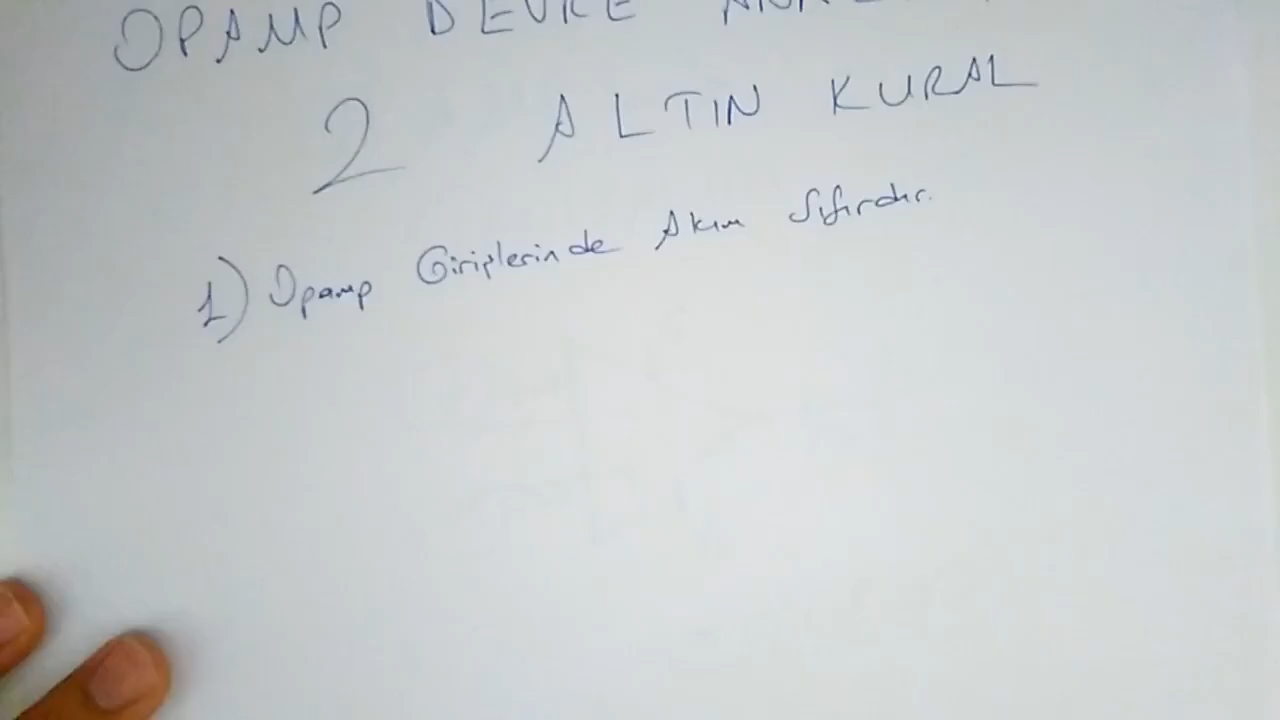 OPAMP DEVRE
2 ALTIN KURAL
1) Opamp Girişlerinde Akım Sıfırdır.